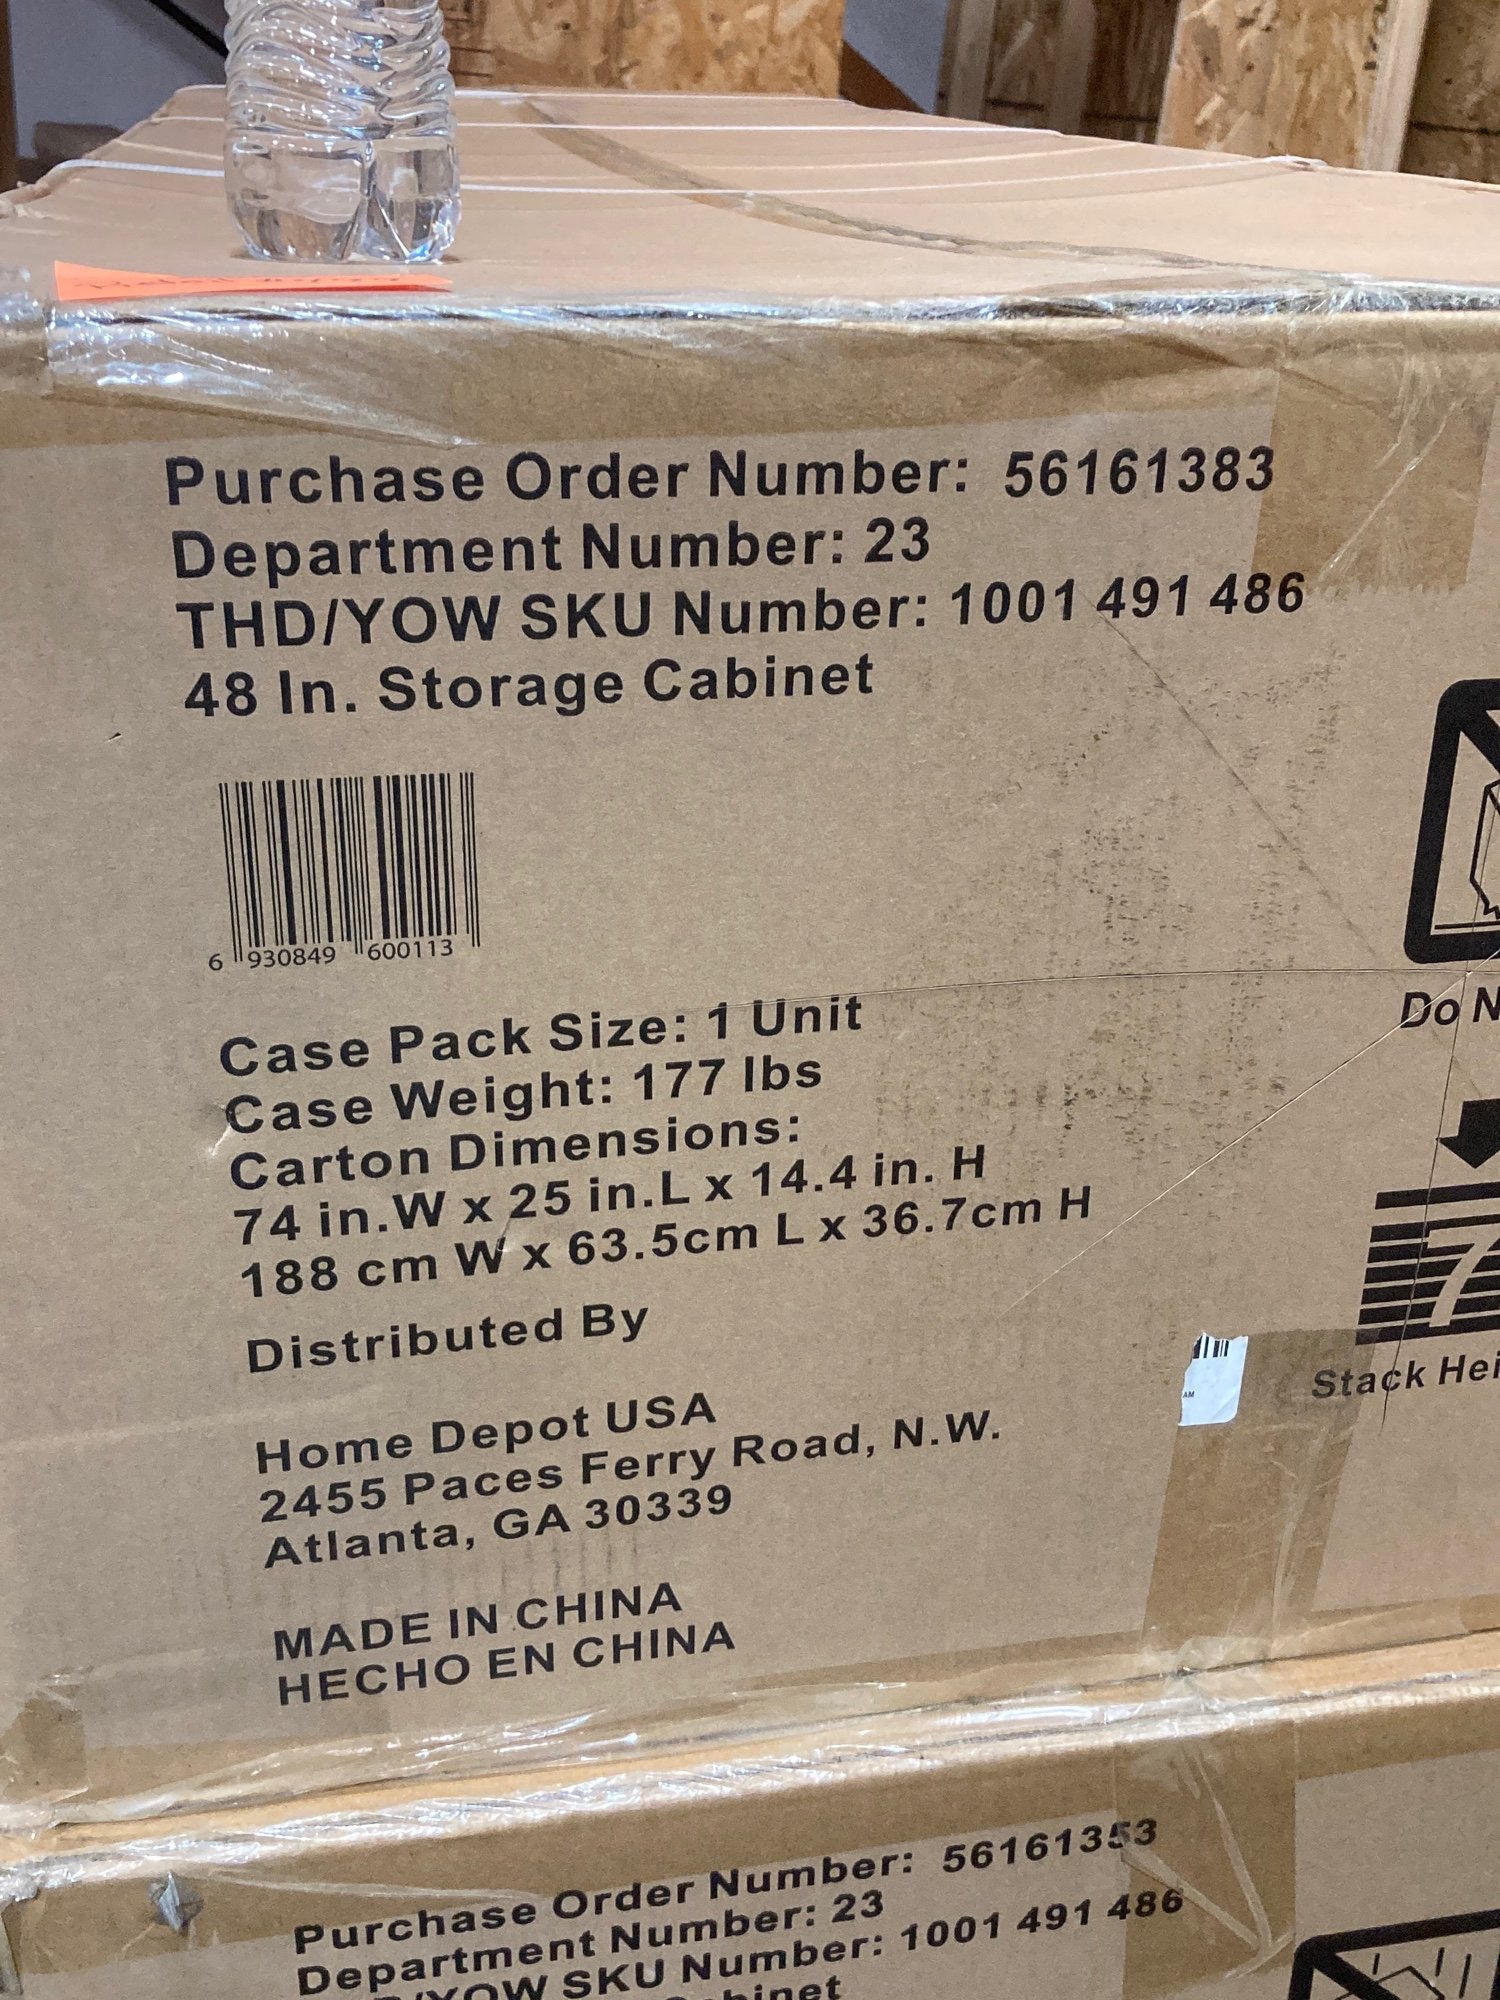 Purchase Order Number: 56161383
Department Number: 23
THD/YOW SKU Number: 1001 491 486
48 In. Storage Cabinet
6 930849 600113
Case Pack Size: 1 Unit
Case Weight: 177 lbs
Carton Dimensions:
74 in.W x 25 in.L x 14.4 in. H
188 cm W x 63.5cm L x 36.7cm H
Distributed By
Home Depot USA
2455 Paces Ferry Road, N.W.
Atlanta, GA 30339
MADE IN CHINA
HECHO EN CHINA
Do N
7
Stack Hei
AM
Purchase Order Number: 56161353
Department Number: 23
/YOW SKU Number: 1001 491 486
binet